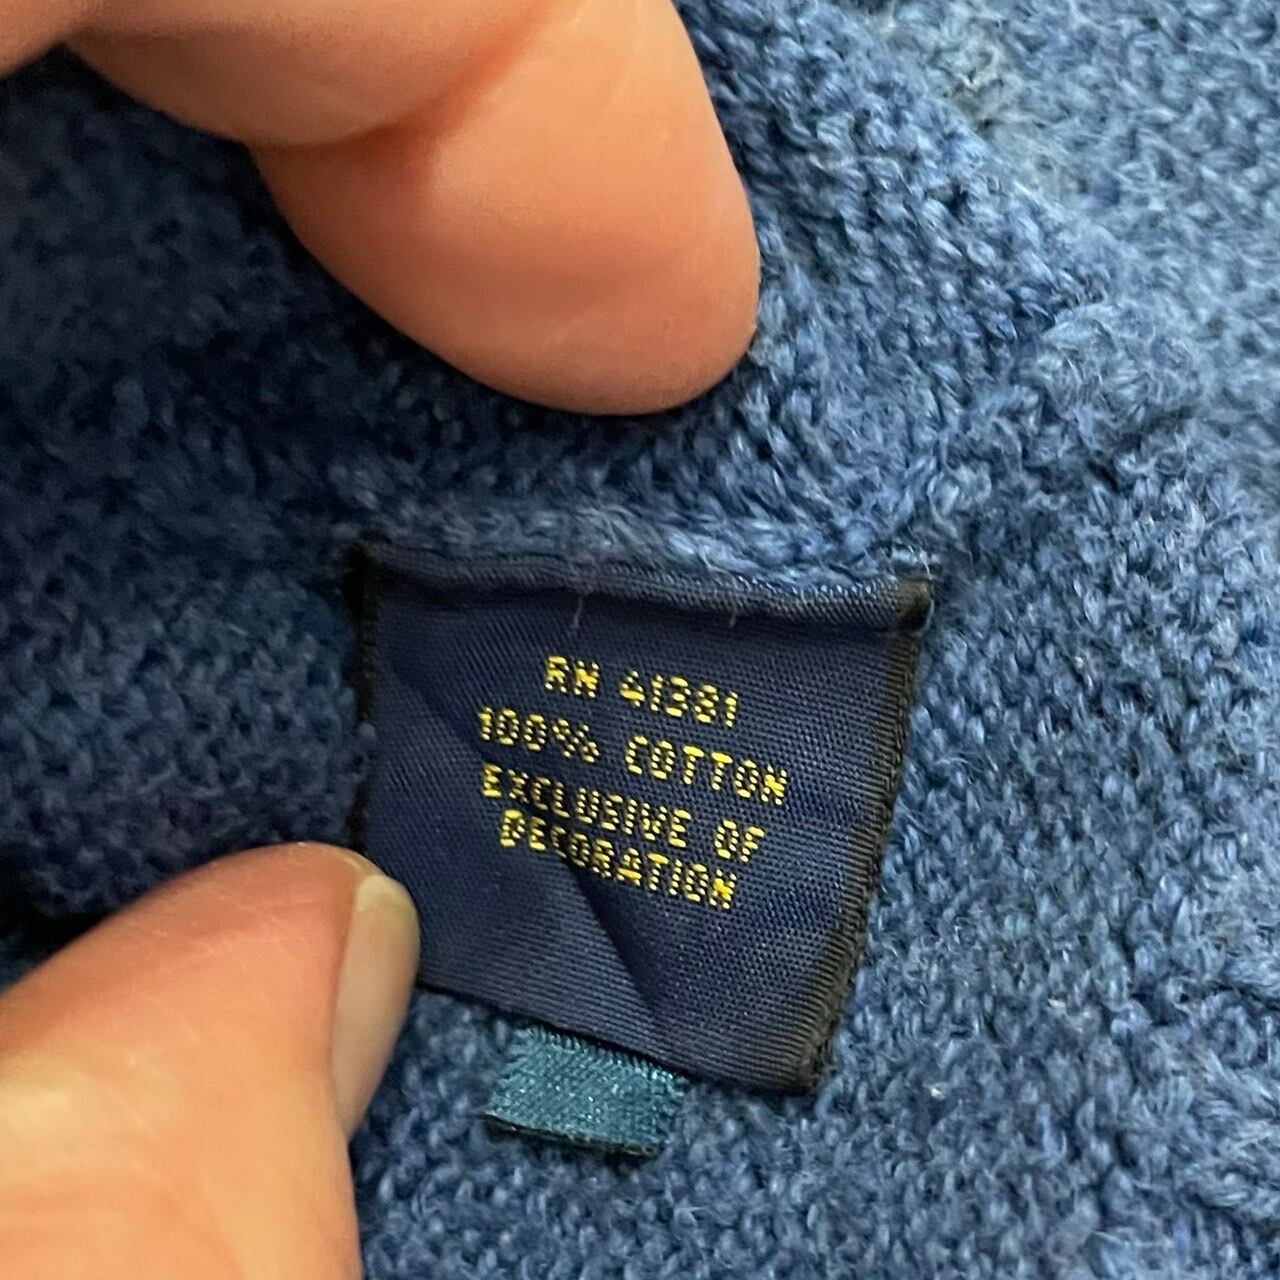 RN 41381
100% COTTON
EXCLUSIVE OF
DECORATION